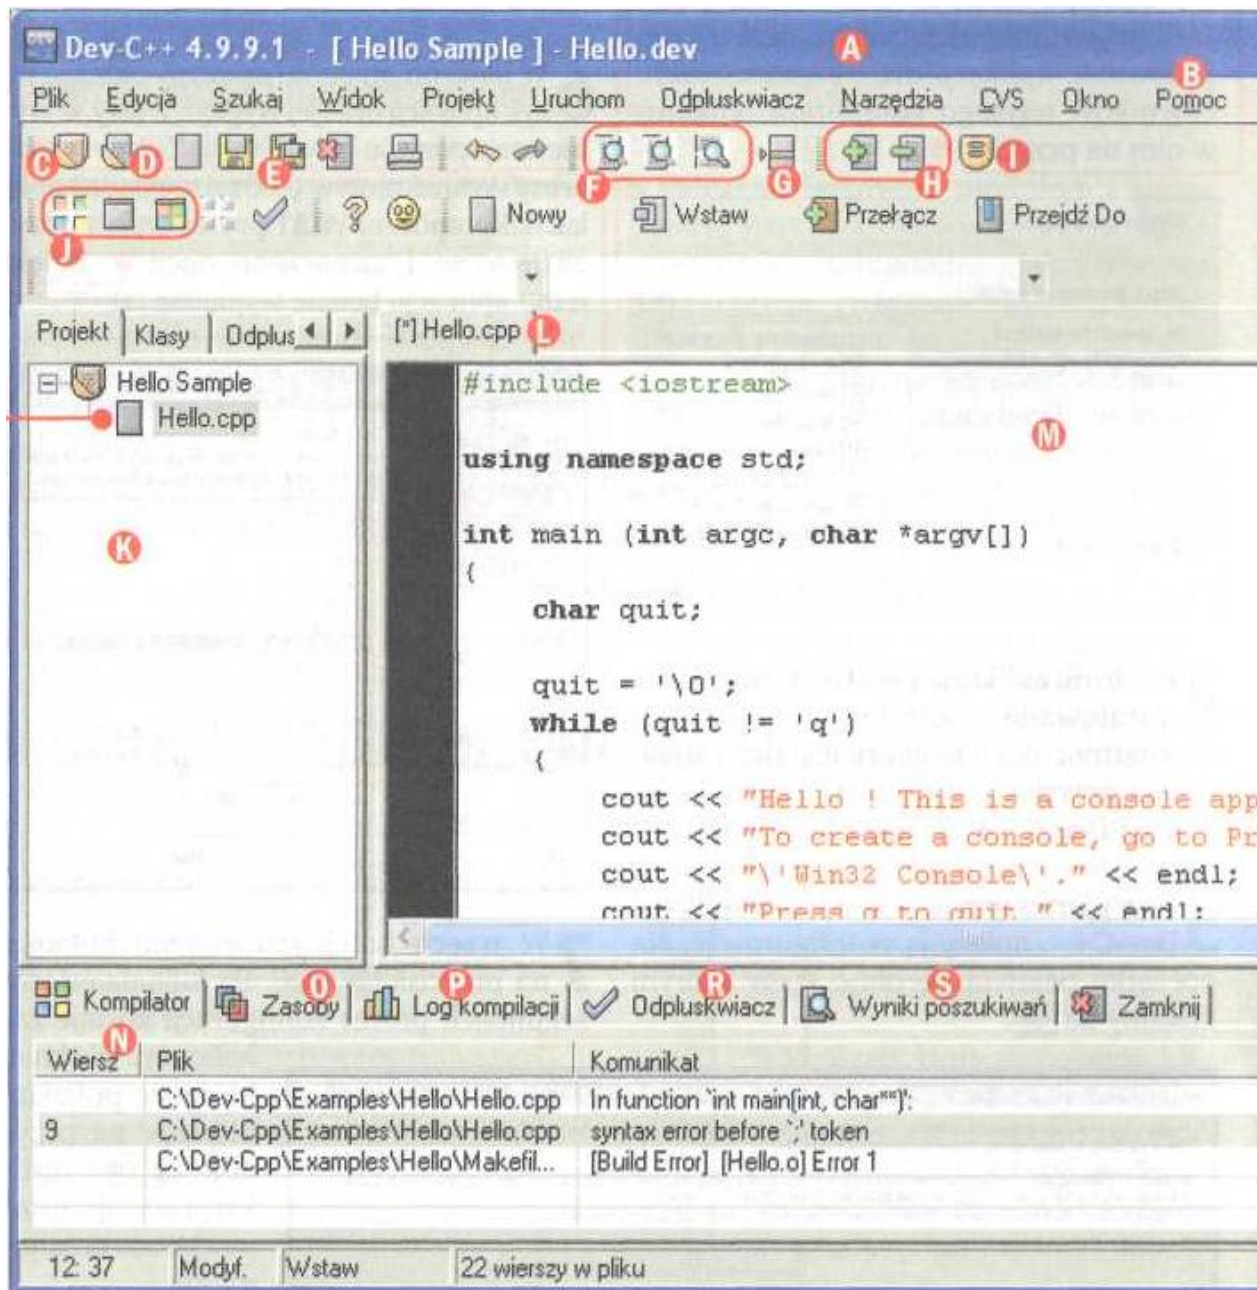 Dev-C++ 4.9.9.1 - [ Hello Sample ] - Hello.dev A
B
Plik Edycja Szukaj Widok Projekt Uruchom Odpluskwiacz Narzędzia CVS Okno Pomoc
C D E F G H I
J Nowy Wstaw Przełącz Przejdź Do
Projekt Klasy Odplus [*] Hello.cpp L
Hello Sample
Hello.cpp
K
#include <iostream>
M
using namespace std;
int main (int argc, char *argv[])
{
char quit;
quit = '\0';
while (quit != 'q')
{
cout << "Hello ! This is a console app
cout << "To create a console, go to Pr
cout << "\'Win32 Console\'." << endl;
cout << "Press q to quit " << endl;
Kompilator Zasoby O Log kompilacji P Odpluskwiacz R Wyniki poszukiwań S Zamknij
N
Wiersz Plik Komunikat
C:\Dev-Cpp\Examples\Hello\Hello.cpp In function `int main(int, char**)':
9 C:\Dev-Cpp\Examples\Hello\Hello.cpp syntax error before `;' token
C:\Dev-Cpp\Examples\Hello\Makefil... [Build Error] [Hello.o] Error 1
12: 37 Modyf. Wstaw 22 wierszy w pliku